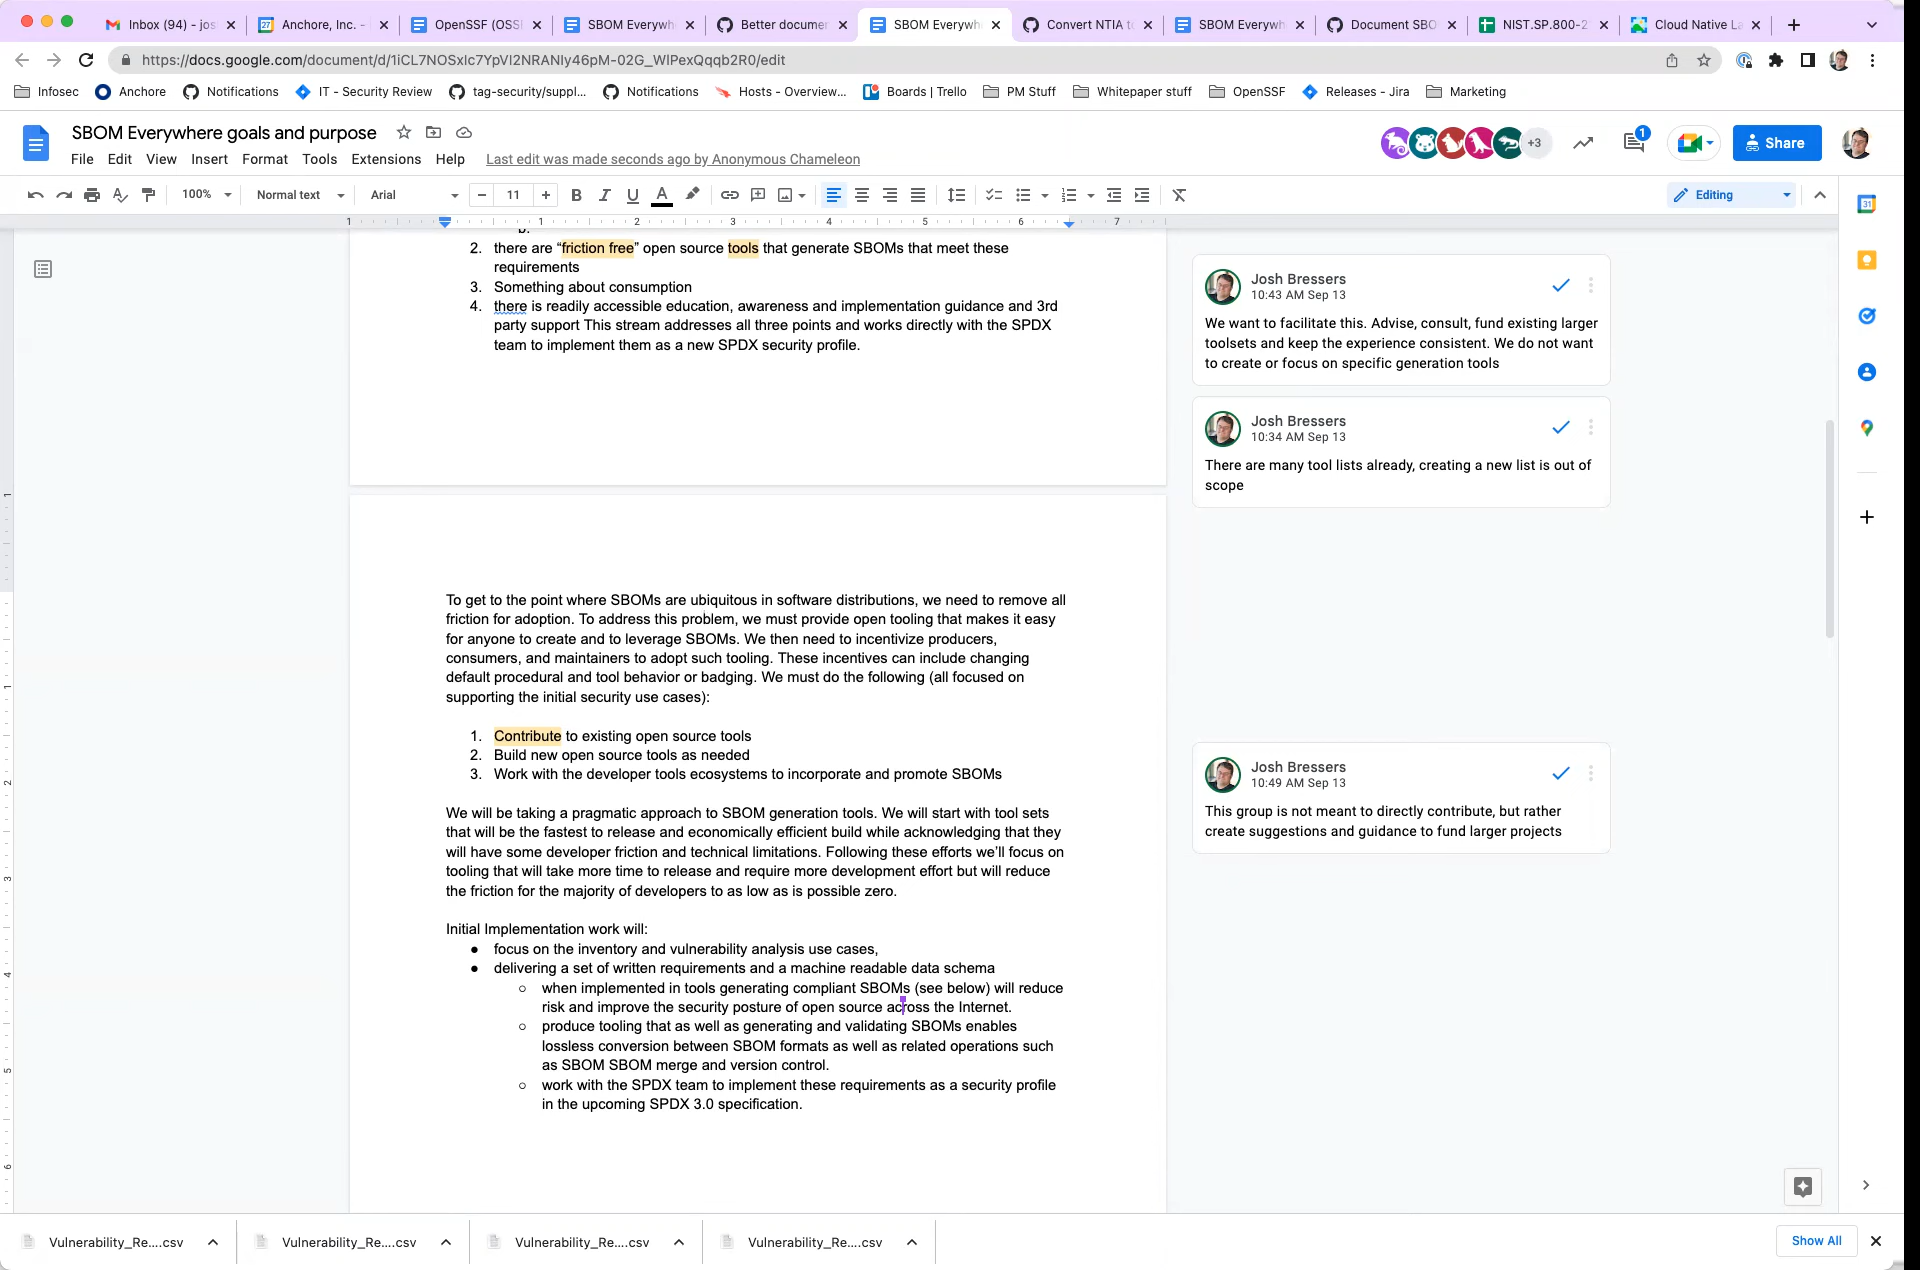 Inbox (94) - jos
Anchore, Inc. -
OpenSSF (OSS
SBOM Everywh
Better documen
SBOM Everywh
Convert NTIA t
SBOM Everywh
Document SBO
NIST.SP.800-2
Cloud Native La
https://docs.google.com/document/d/1iCL7NOSxlc7YpVl2NRANly46pM-02G_WlPexQqqb2R0/edit
Infosec
Anchore
Notifications
IT - Security Review
tag-security/suppl...
Notifications
Hosts - Overview...
Boards | Trello
PM Stuff
Whitepaper stuff
OpenSSF
Releases - Jira
Marketing
SBOM Everywhere goals and purpose
+3
1
Share
File Edit View Insert Format Tools Extensions Help Last edit was made seconds ago by Anonymous Chameleon
100% Normal text Arial − 11 + B I U A Editing
1 1 2 3 4 5 6 7
b.
2. there are “friction free” open source tools that generate SBOMs that meet these
requirements
3. Something about consumption
4. there is readily accessible education, awareness and implementation guidance and 3rd
party support This stream addresses all three points and works directly with the SPDX
team to implement them as a new SPDX security profile.
To get to the point where SBOMs are ubiquitous in software distributions, we need to remove all
friction for adoption. To address this problem, we must provide open tooling that makes it easy
for anyone to create and to leverage SBOMs. We then need to incentivize producers,
consumers, and maintainers to adopt such tooling. These incentives can include changing
default procedural and tool behavior or badging. We must do the following (all focused on
supporting the initial security use cases):
1. Contribute to existing open source tools
2. Build new open source tools as needed
3. Work with the developer tools ecosystems to incorporate and promote SBOMs
We will be taking a pragmatic approach to SBOM generation tools. We will start with tool sets
that will be the fastest to release and economically efficient build while acknowledging that they
will have some developer friction and technical limitations. Following these efforts we’ll focus on
tooling that will take more time to release and require more development effort but will reduce
the friction for the majority of developers to as low as is possible zero.
Initial Implementation work will:
● focus on the inventory and vulnerability analysis use cases,
● delivering a set of written requirements and a machine readable data schema
○ when implemented in tools generating compliant SBOMs (see below) will reduce
risk and improve the security posture of open source across the Internet.
○ produce tooling that as well as generating and validating SBOMs enables
lossless conversion between SBOM formats as well as related operations such
as SBOM SBOM merge and version control.
○ work with the SPDX team to implement these requirements as a security profile
in the upcoming SPDX 3.0 specification.
Josh Bressers
10:43 AM Sep 13
We want to facilitate this. Advise, consult, fund existing larger
toolsets and keep the experience consistent. We do not want
to create or focus on specific generation tools
Josh Bressers
10:34 AM Sep 13
There are many tool lists already, creating a new list is out of
scope
Josh Bressers
10:49 AM Sep 13
This group is not meant to directly contribute, but rather
create suggestions and guidance to fund larger projects
Vulnerability_Re....csv
Vulnerability_Re....csv
Vulnerability_Re....csv
Vulnerability_Re....csv
Show All